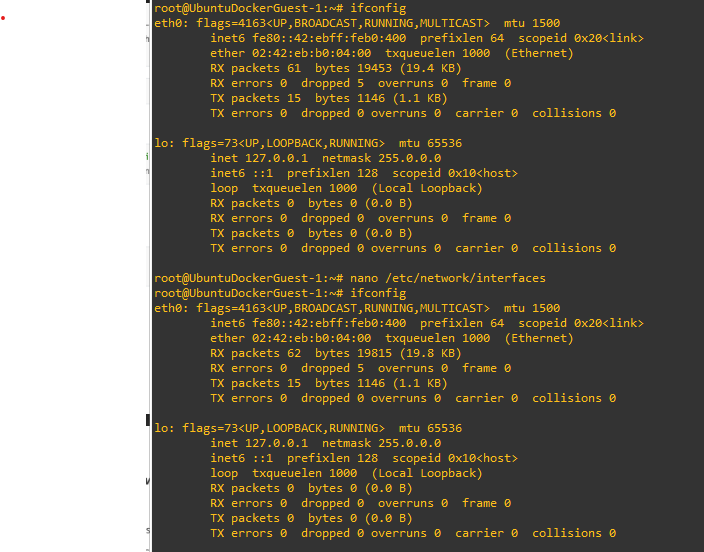 root@UbuntuDockerGuest-1:~# ifconfig
eth0: flags=4163<UP,BROADCAST,RUNNING,MULTICAST>  mtu 1500
        inet6 fe80::42:ebff:feb0:400  prefixlen 64  scopeid 0x20<link>
        ether 02:42:eb:b0:04:00  txqueuelen 1000  (Ethernet)
        RX packets 61  bytes 19453 (19.4 KB)
        RX errors 0  dropped 5  overruns 0  frame 0
        TX packets 15  bytes 1146 (1.1 KB)
        TX errors 0  dropped 0 overruns 0  carrier 0  collisions 0

lo: flags=73<UP,LOOPBACK,RUNNING>  mtu 65536
        inet 127.0.0.1  netmask 255.0.0.0
        inet6 ::1  prefixlen 128  scopeid 0x10<host>
        loop  txqueuelen 1000  (Local Loopback)
        RX packets 0  bytes 0 (0.0 B)
        RX errors 0  dropped 0  overruns 0  frame 0
        TX packets 0  bytes 0 (0.0 B)
        TX errors 0  dropped 0 overruns 0  carrier 0  collisions 0

root@UbuntuDockerGuest-1:~# nano /etc/network/interfaces
root@UbuntuDockerGuest-1:~# ifconfig
eth0: flags=4163<UP,BROADCAST,RUNNING,MULTICAST>  mtu 1500
        inet6 fe80::42:ebff:feb0:400  prefixlen 64  scopeid 0x20<link>
        ether 02:42:eb:b0:04:00  txqueuelen 1000  (Ethernet)
        RX packets 62  bytes 19815 (19.8 KB)
        RX errors 0  dropped 5  overruns 0  frame 0
        TX packets 15  bytes 1146 (1.1 KB)
        TX errors 0  dropped 0 overruns 0  carrier 0  collisions 0

lo: flags=73<UP,LOOPBACK,RUNNING>  mtu 65536
        inet 127.0.0.1  netmask 255.0.0.0
        inet6 ::1  prefixlen 128  scopeid 0x10<host>
        loop  txqueuelen 1000  (Local Loopback)
        RX packets 0  bytes 0 (0.0 B)
        RX errors 0  dropped 0  overruns 0  frame 0
        TX packets 0  bytes 0 (0.0 B)
        TX errors 0  dropped 0 overruns 0  carrier 0  collisions 0